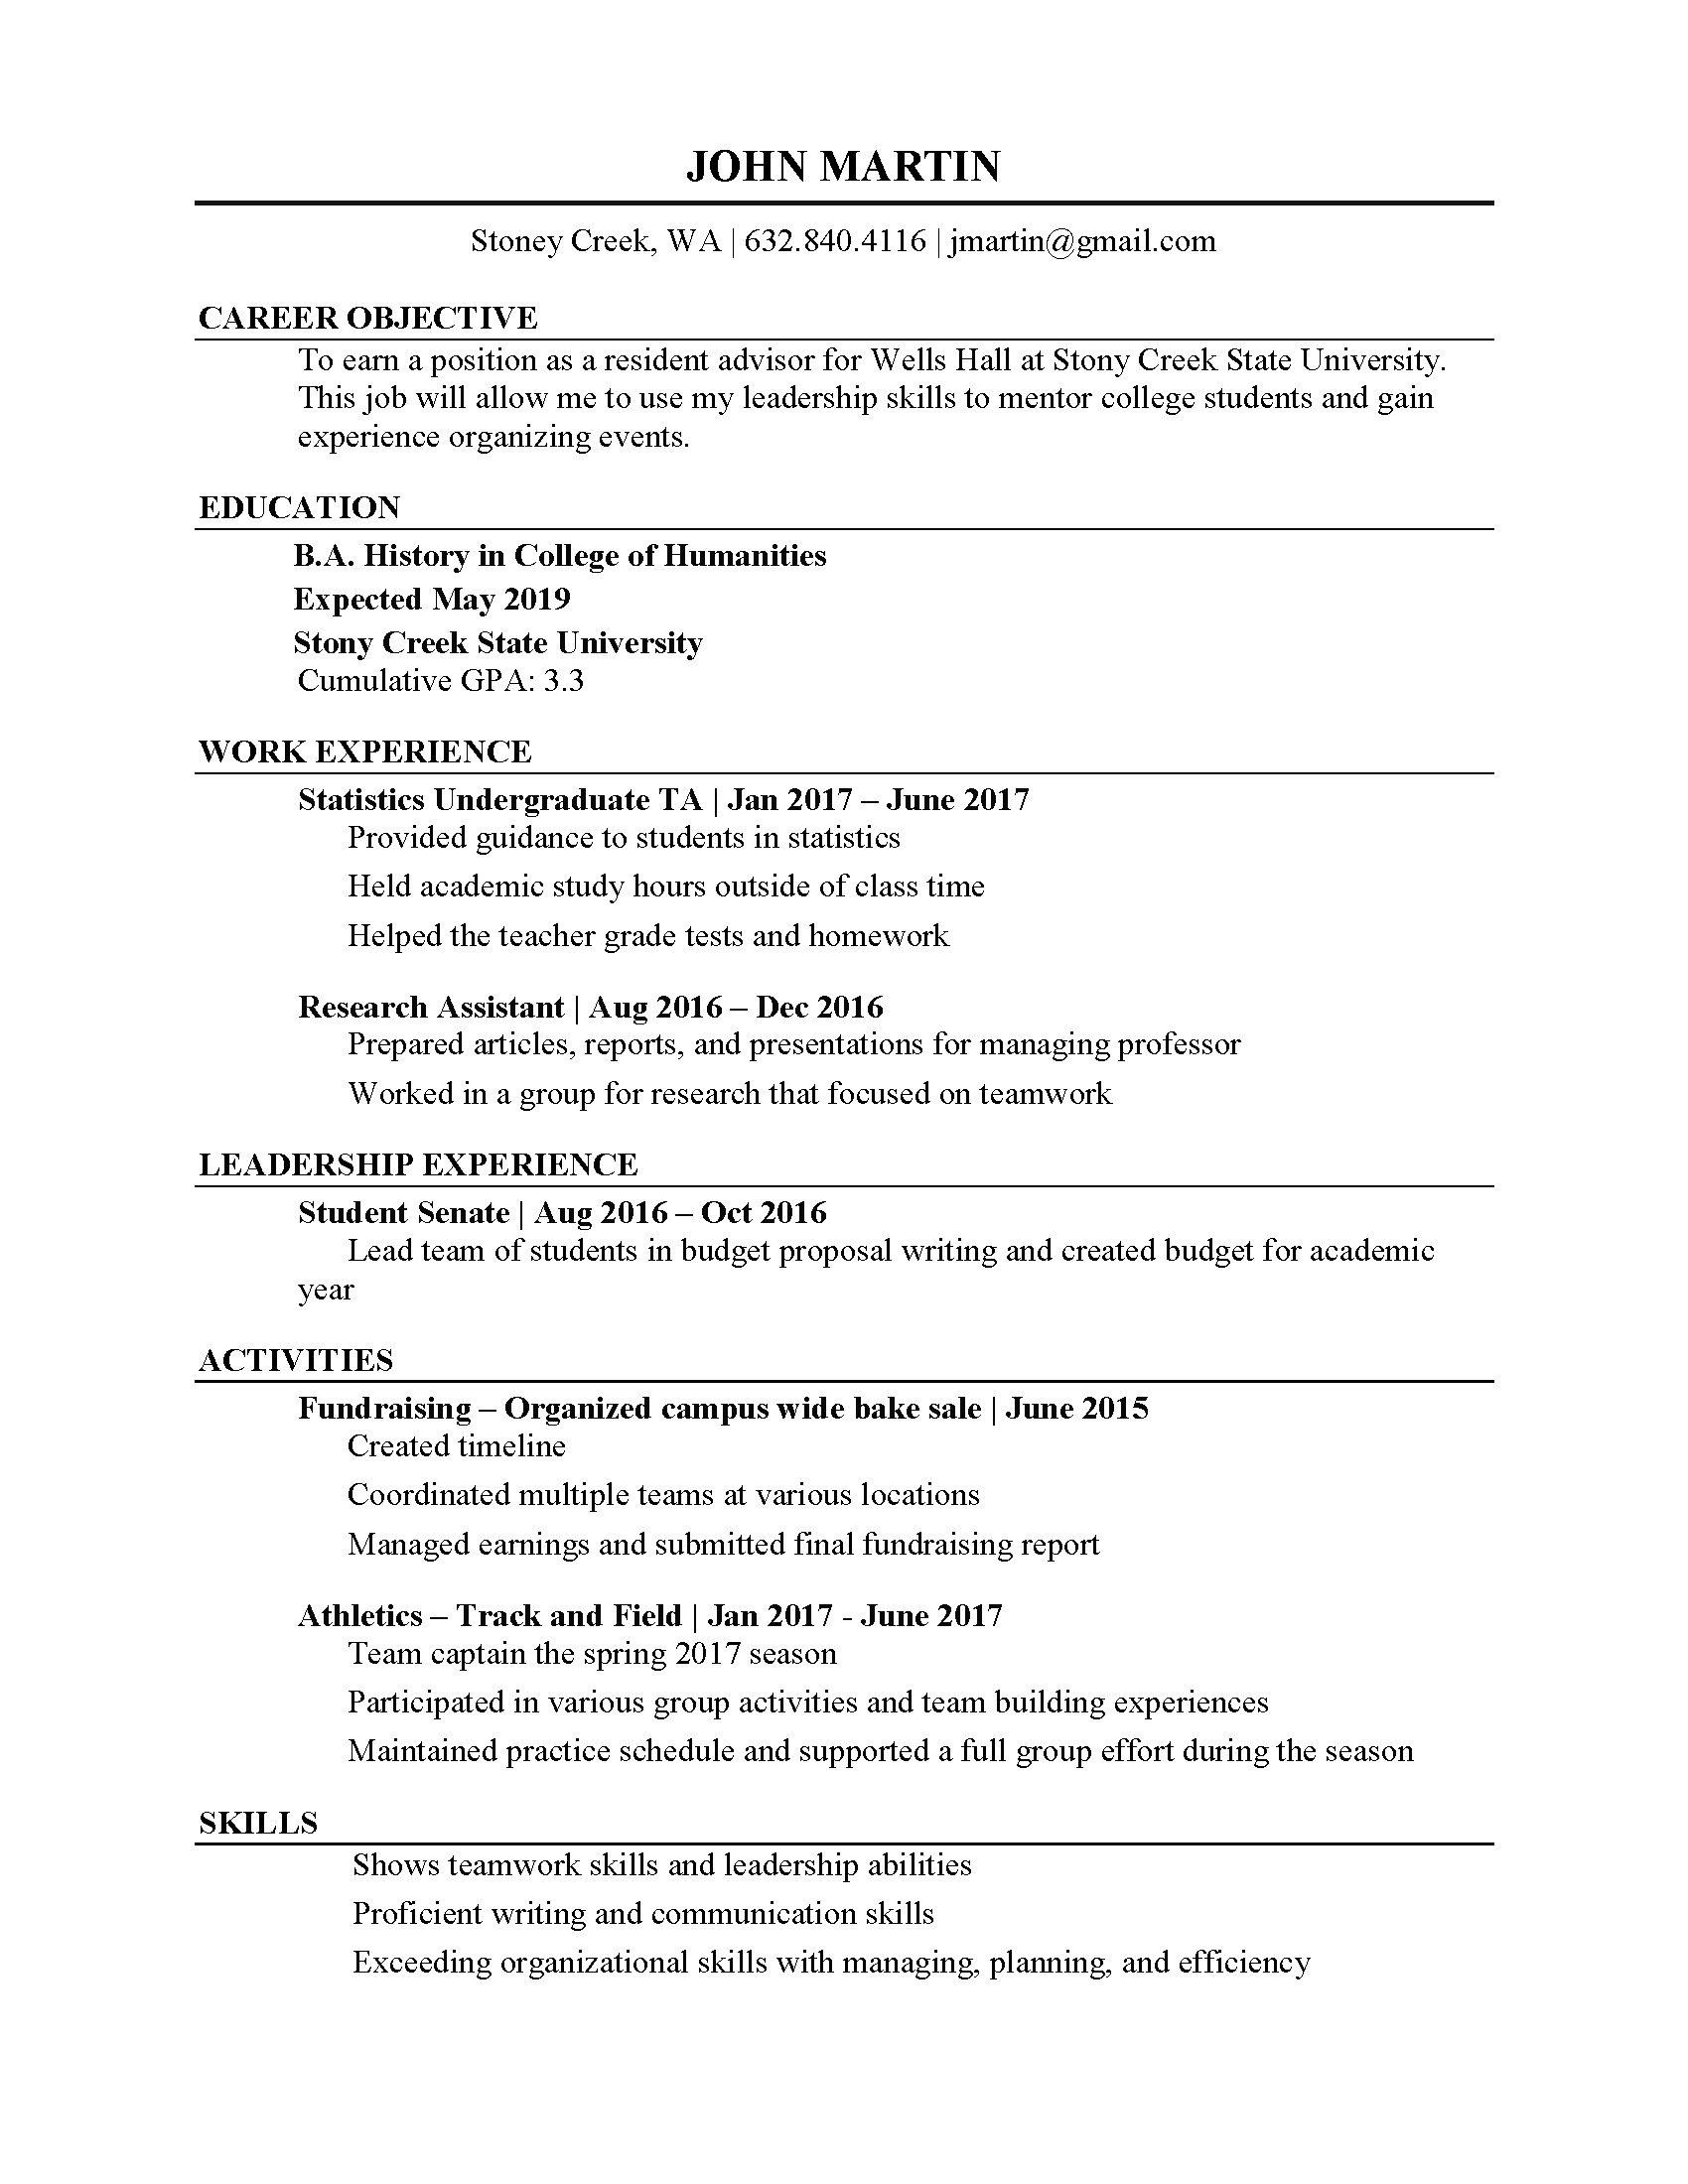 JOHN MARTIN
Stoney Creek, WA | 632.840.4116 | jmartin@gmail.com
CAREER OBJECTIVE
To earn a position as a resident advisor for Wells Hall at Stony Creek State University.
This job will allow me to use my leadership skills to mentor college students and gain
experience organizing events.
EDUCATION
B.A. History in College of Humanities
Expected May 2019
Stony Creek State University
Cumulative GPA: 3.3
WORK EXPERIENCE
Statistics Undergraduate TA | Jan 2017 – June 2017
Provided guidance to students in statistics
Held academic study hours outside of class time
Helped the teacher grade tests and homework
Research Assistant | Aug 2016 – Dec 2016
Prepared articles, reports, and presentations for managing professor
Worked in a group for research that focused on teamwork
LEADERSHIP EXPERIENCE
Student Senate | Aug 2016 – Oct 2016
Lead team of students in budget proposal writing and created budget for academic
year
ACTIVITIES
Fundraising – Organized campus wide bake sale | June 2015
Created timeline
Coordinated multiple teams at various locations
Managed earnings and submitted final fundraising report
Athletics – Track and Field | Jan 2017 - June 2017
Team captain the spring 2017 season
Participated in various group activities and team building experiences
Maintained practice schedule and supported a full group effort during the season
SKILLS
Shows teamwork skills and leadership abilities
Proficient writing and communication skills
Exceeding organizational skills with managing, planning, and efficiency